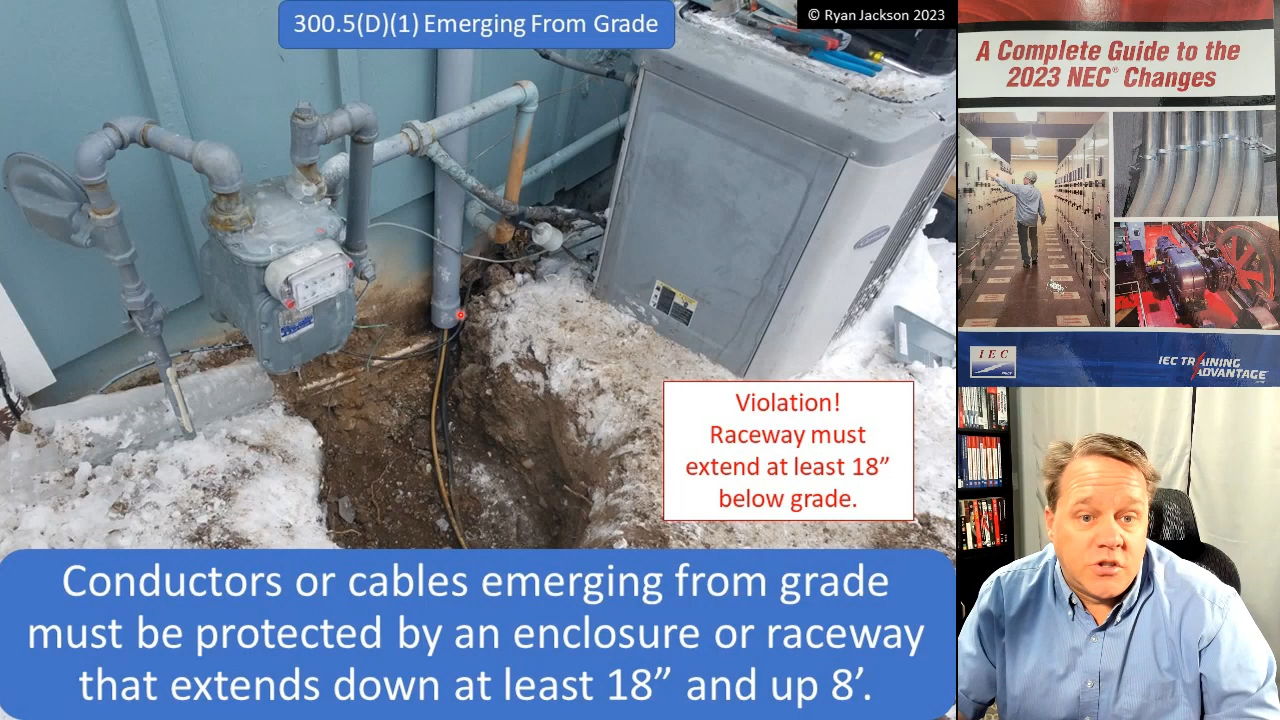 300.5(D)(1) Emerging From Grade
© Ryan Jackson 2023
A Complete Guide to the
2023 NEC® Changes
IEC
IEC TRAINING
ADVANTAGE
Violation!
Raceway must
extend at least 18”
below grade.
Conductors or cables emerging from grade
must be protected by an enclosure or raceway
that extends down at least 18” and up 8’.